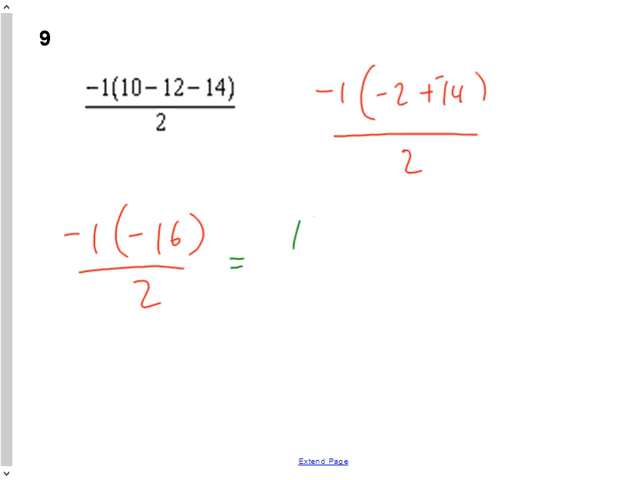 9
−1(10−12−14) / 2
-1(-2 + ⁻14) / 2
-1(-16) / 2 = 1
Extend Page